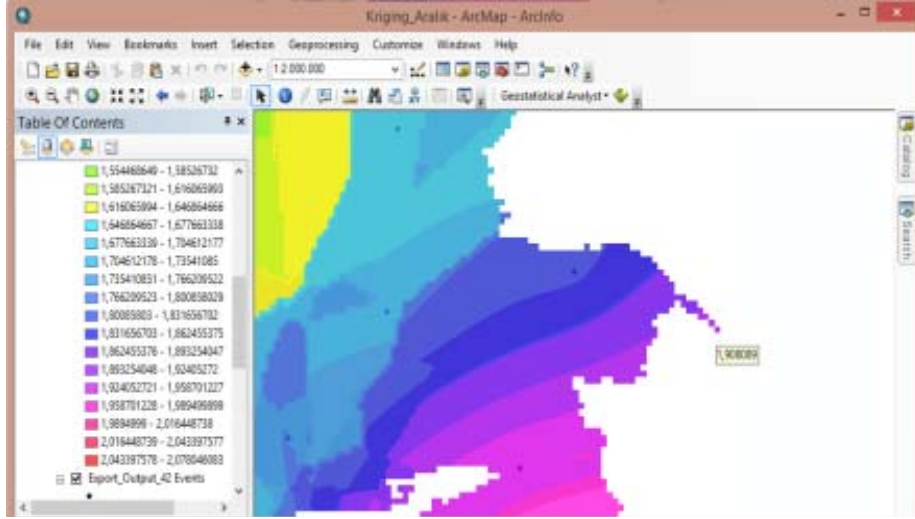 Kriging_Aralik - ArcMap - ArcInfo
File Edit View Bookmarks Insert Selection Geoprocessing Customize Windows Help
1:2.000.000
Geostatistical Analyst
Table Of Contents
1,554468649 - 1,58526732
1,585267321 - 1,616065993
1,616065994 - 1,646864666
1,646864667 - 1,677663338
1,677663339 - 1,704612177
1,704612178 - 1,73541085
1,735410851 - 1,766209522
1,766209523 - 1,800858029
1,80085803 - 1,831656702
1,831656703 - 1,862455375
1,862455376 - 1,893254047
1,893254048 - 1,92405272
1,924052721 - 1,958701227
1,958701228 - 1,989499899
1,9894999 - 2,016448738
2,016448739 - 2,043397577
2,043397578 - 2,078046083
Export_Output_42 Events
1,908089
Catalog
Search